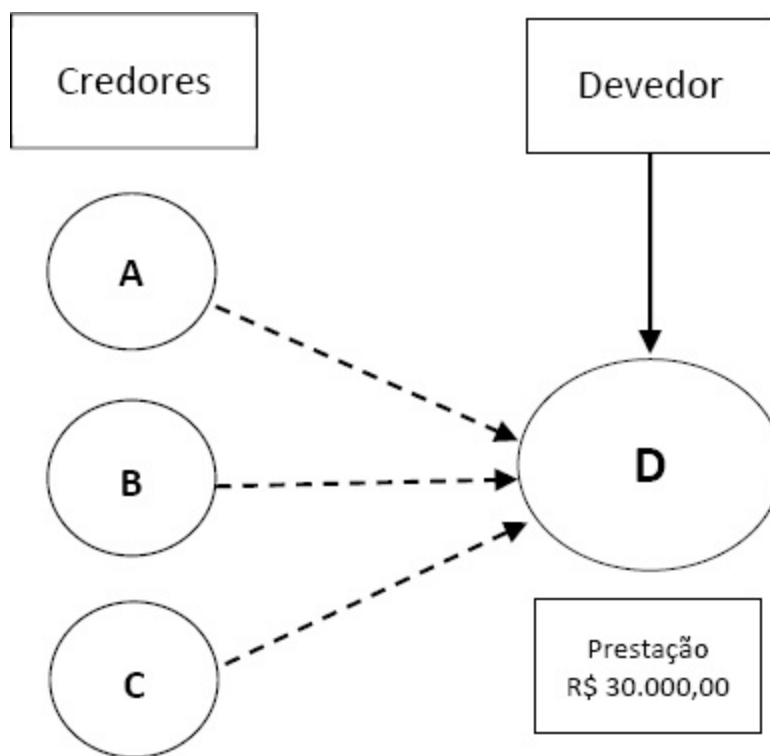 Credores
Devedor
A
B
D
C
Prestação
R$ 30.000,00